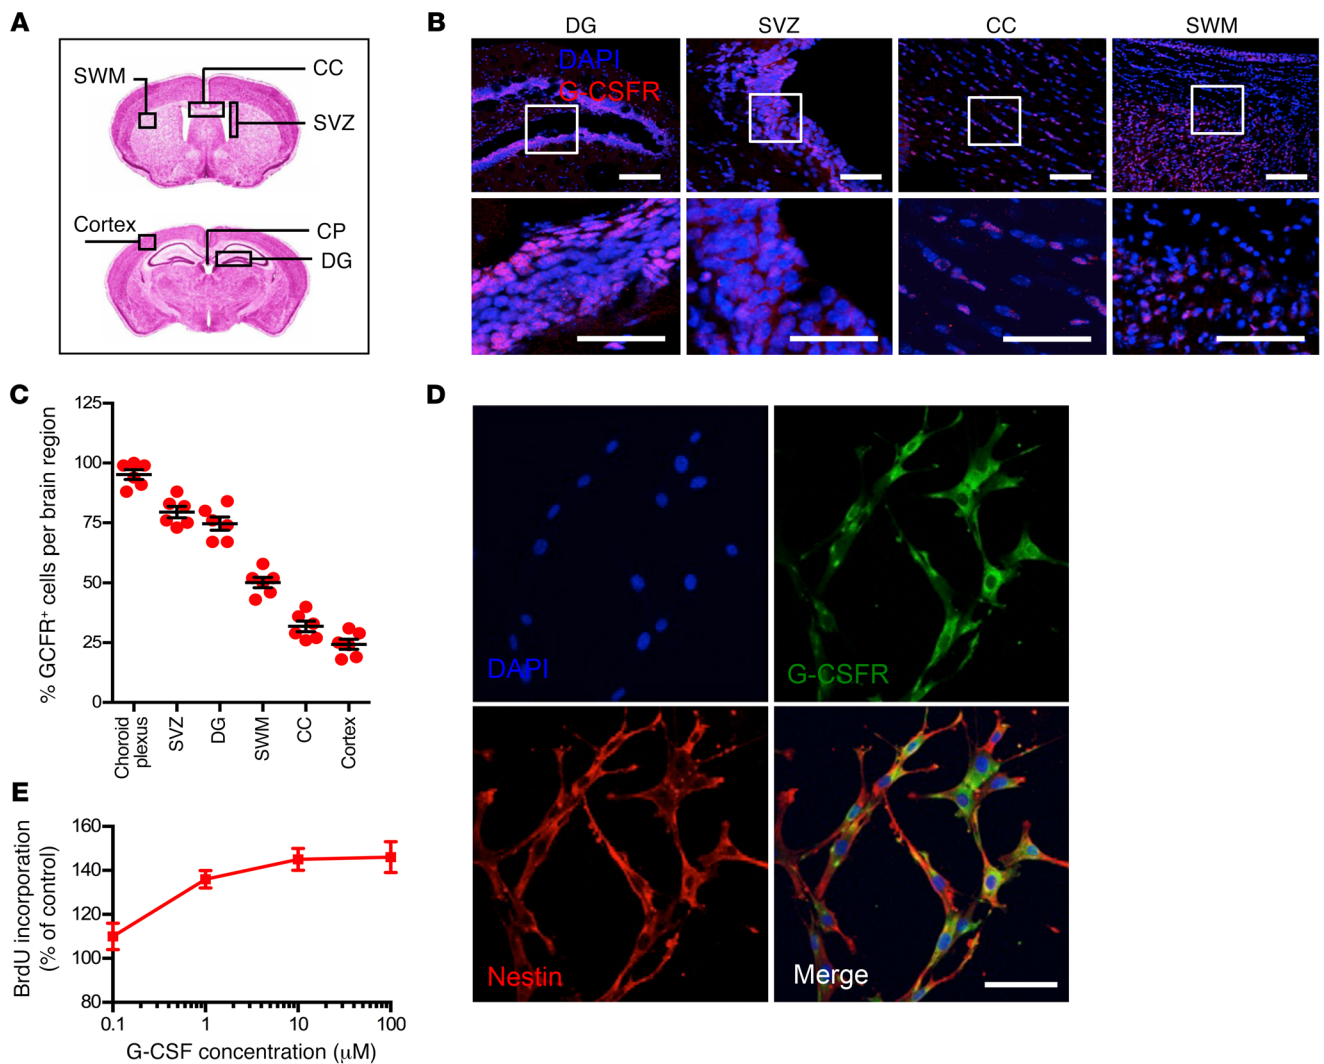 A
SWM
CC
SVZ
Cortex
CP
DG
B
DG
SVZ
CC
SWM
DAPI
G-CSFR
C
% GCFR⁺ cells per brain region
125
100
75
50
25
0
Choroid
plexus
SVZ
DG
SWM
CC
Cortex
D
DAPI
G-CSFR
Nestin
Merge
E
BrdU incorporation
(% of control)
160
140
120
100
80
0.1
1
10
100
G-CSF concentration (μM)